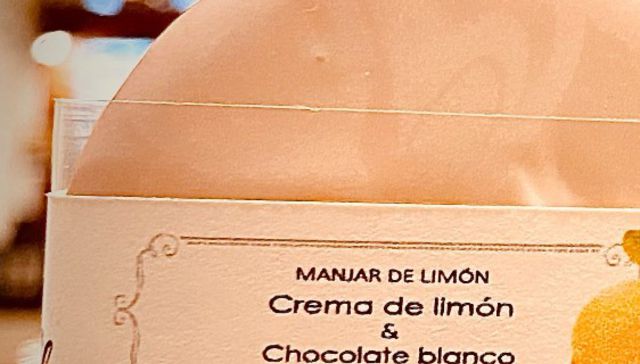 MANJAR DE LIMÓN
Crema de limón
&
Chocolate blanco